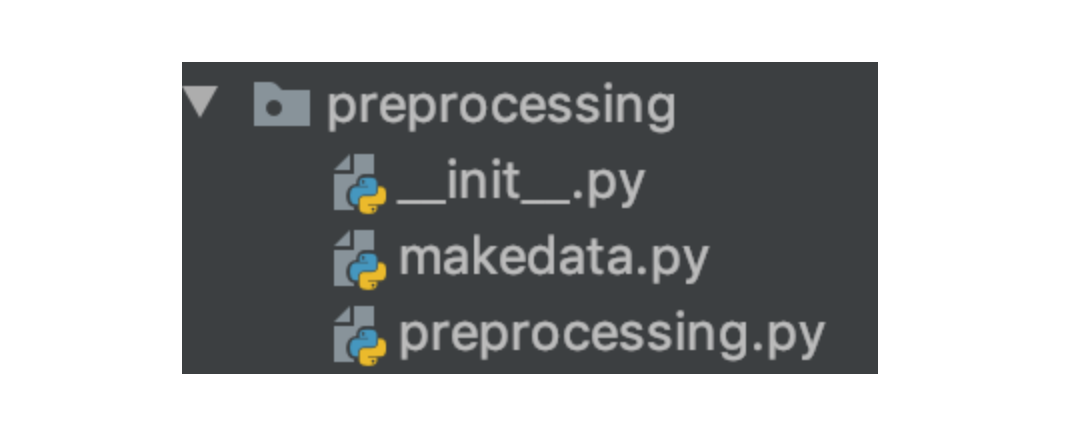 preprocessing
__init__.py
makedata.py
preprocessing.py